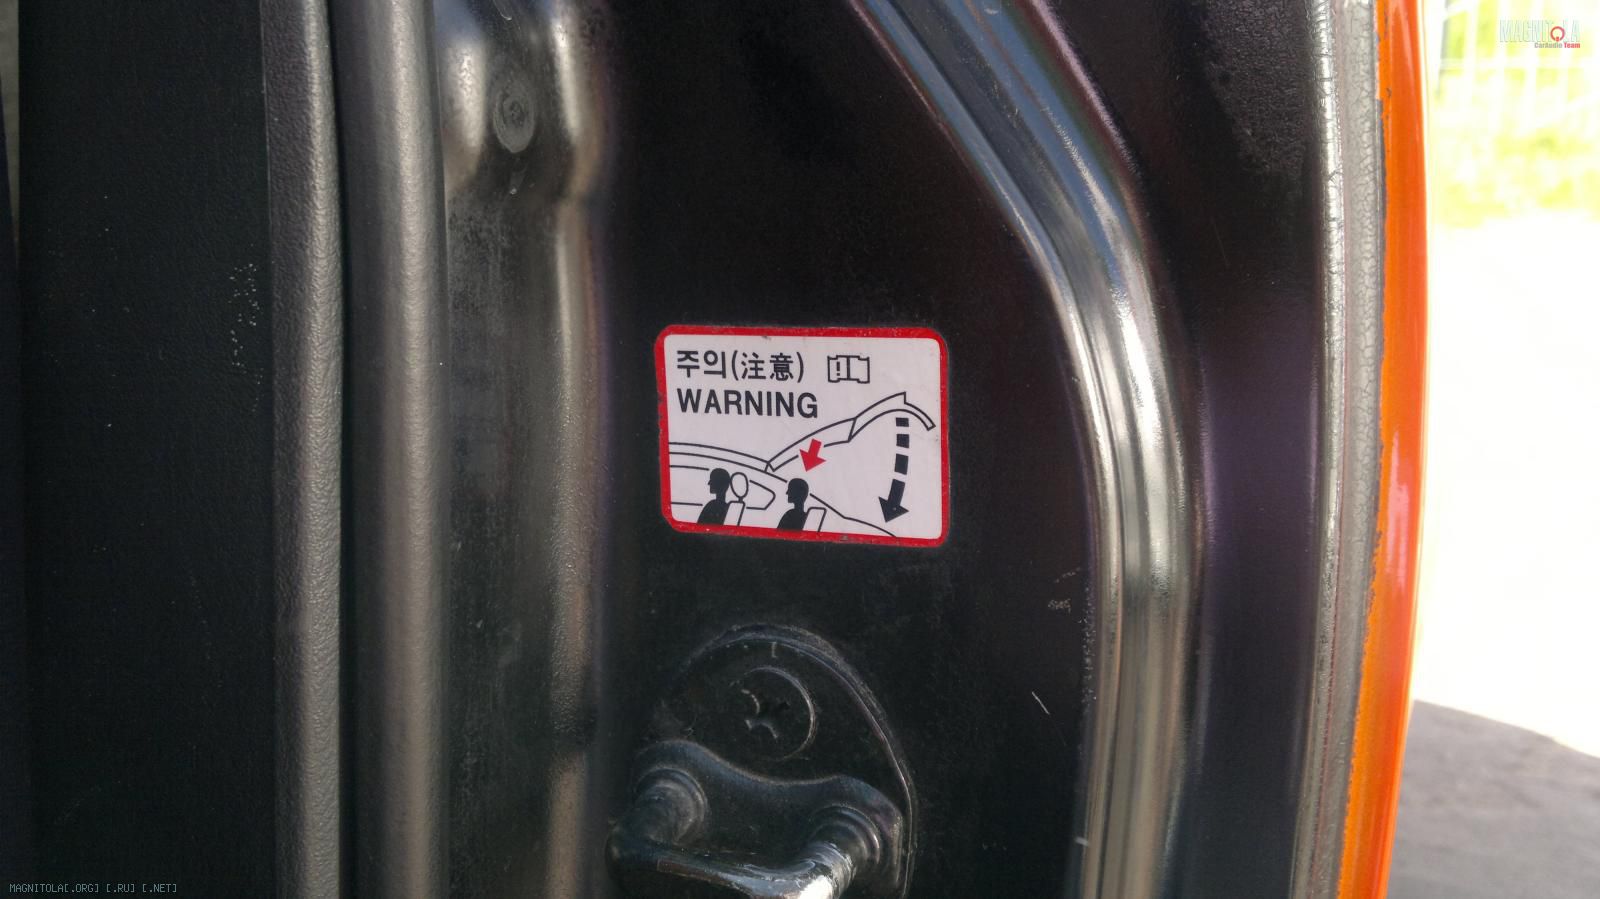 MAGNITOLA
CarAudio Team
주의(注意)
WARNING
MAGNITOLA[.ORG] [.RU] [.NET]